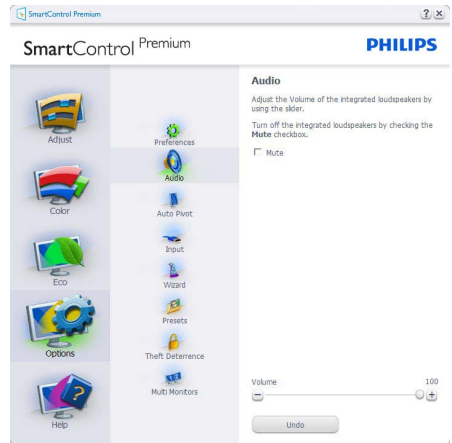 SmartControl Premium
SmartControl Premium
PHILIPS
Adjust
Color
Eco
Options
Help
Preferences
Audio
Auto Pivot
Input
Wizard
Presets
Theft Deterrence
Multi Monitors
Audio
Adjust the Volume of the integrated loudspeakers by
using the slider.
Turn off the integrated loudspeakers by checking the
Mute checkbox.
Mute
Volume 100
Undo